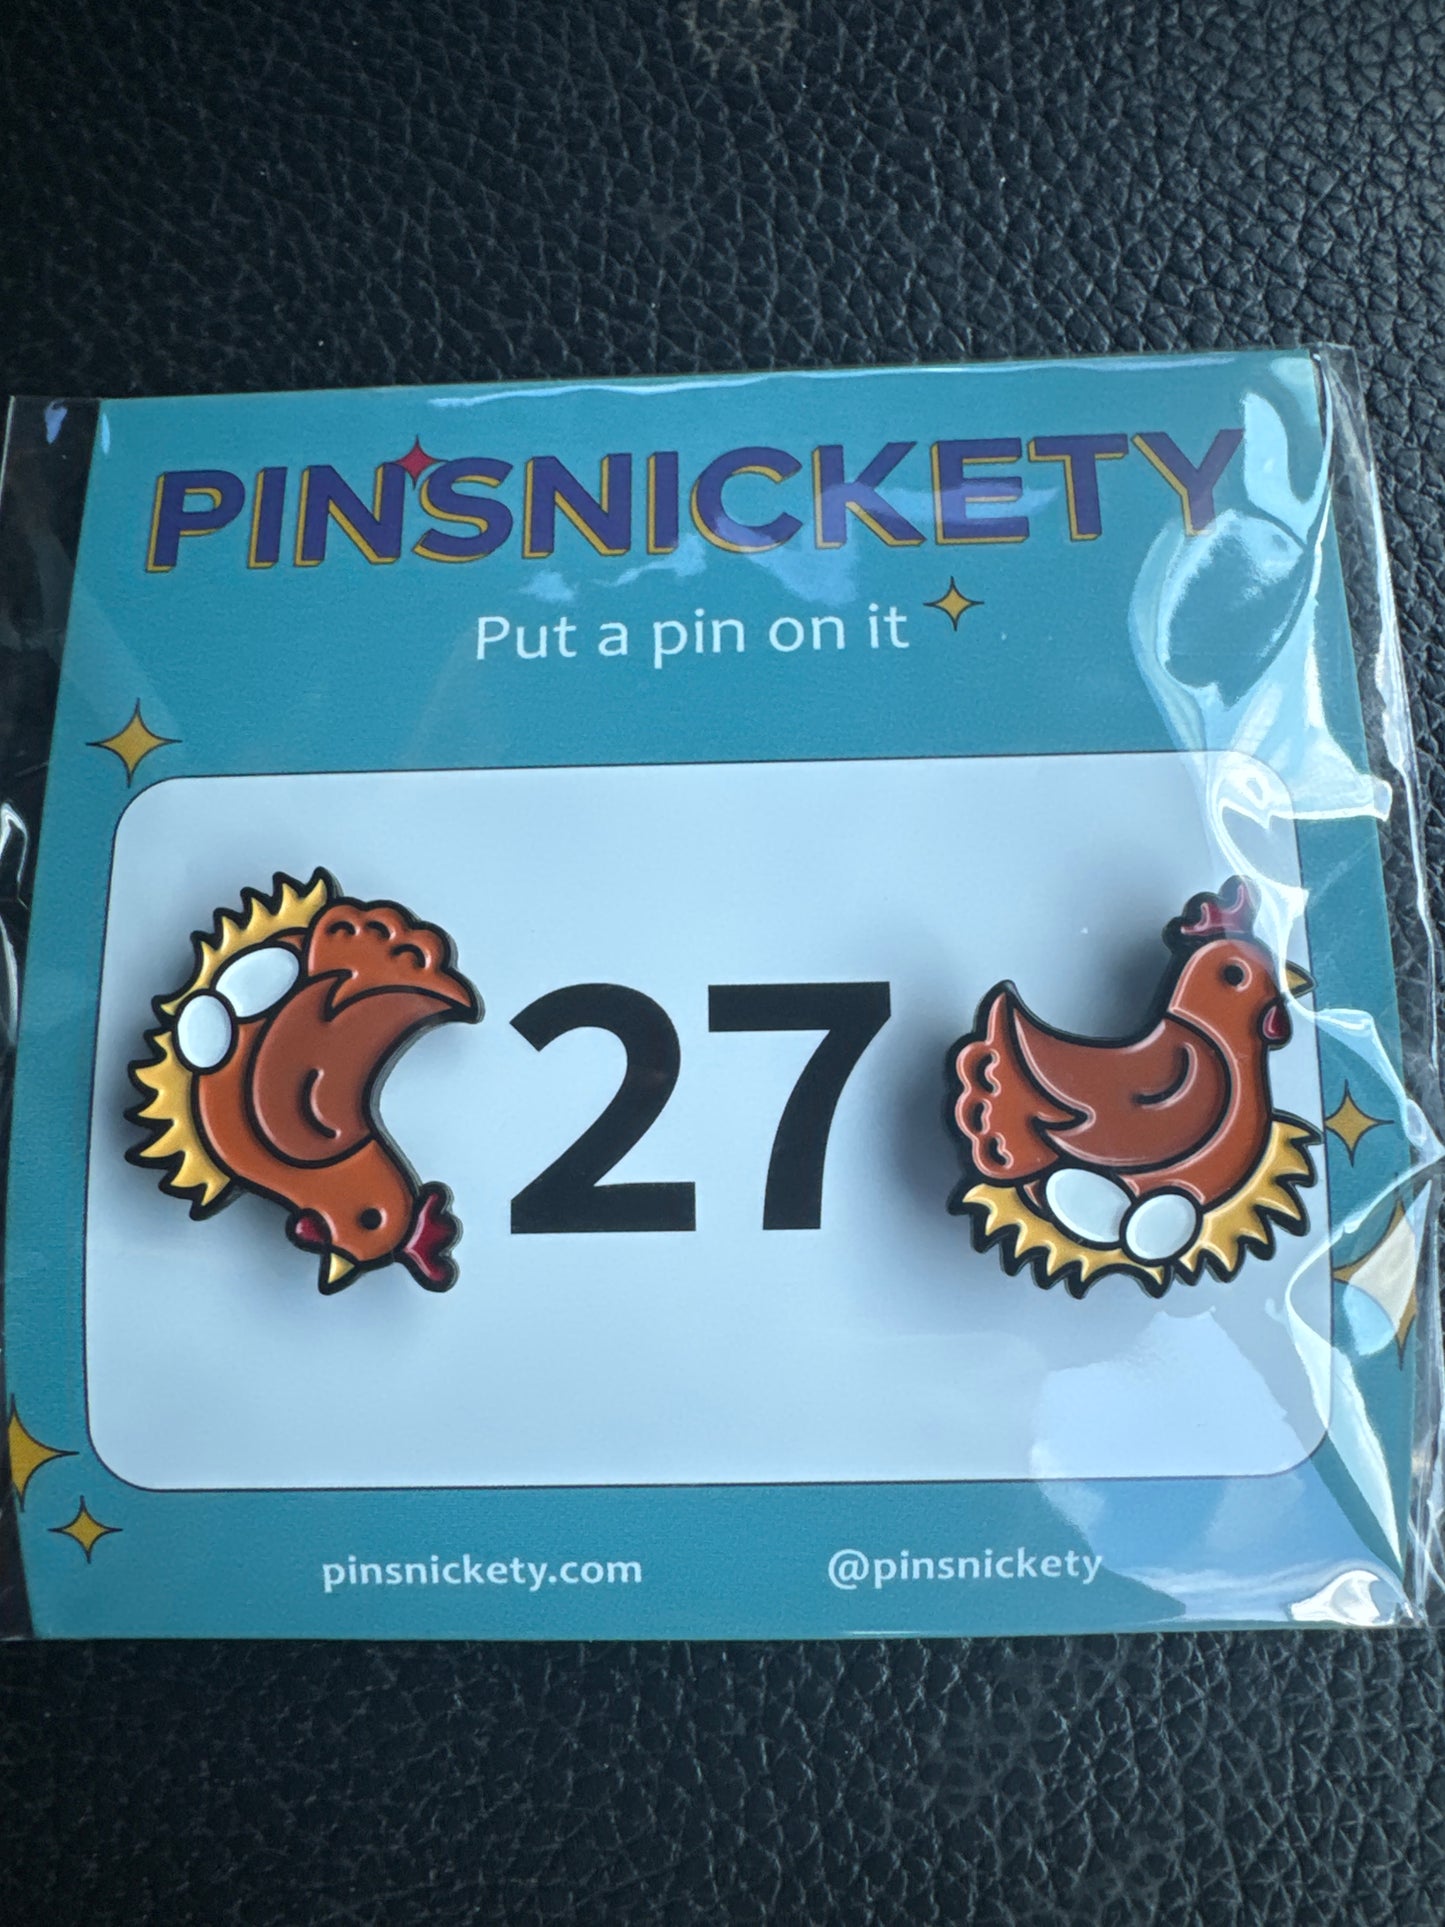 PINSNICKETY
Put a pin on it
27
pinsnickety.com
@pinsnickety